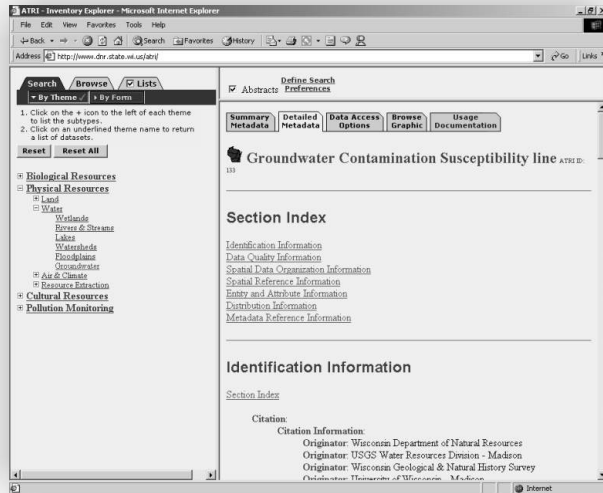 ATRI - Inventory Explorer - Microsoft Internet Explorer
File Edit View Favorites Tools Help
Back Search Favorites History
Address http://www.dnr.state.wi.us/atri/ Go Links
Search Browse Lists
By Theme By Form
1. Click on the + icon to the left of each theme
to list the subtypes.
2. Click on an underlined theme name to return
a list of datasets.
Reset Reset All
Biological Resources
Physical Resources
Land
Water
Wetlands
Rivers & Streams
Lakes
Watersheds
Floodplains
Groundwater
Air & Climate
Resource Extraction
Cultural Resources
Pollution Monitoring
Abstracts Define Search
Preferences
Summary Metadata Detailed Metadata Data Access Options Browse Graphic Usage Documentation
Groundwater Contamination Susceptibility line ATRI ID:
133
Section Index
Identification Information
Data Quality Information
Spatial Data Organization Information
Spatial Reference Information
Entity and Attribute Information
Distribution Information
Metadata Reference Information
Identification Information
Section Index
Citation:
Citation Information:
Originator: Wisconsin Department of Natural Resources
Originator: USGS Water Resources Division - Madison
Originator: Wisconsin Geological & Natural History Survey
Originator: University of Wisconsin - Madison
Internet